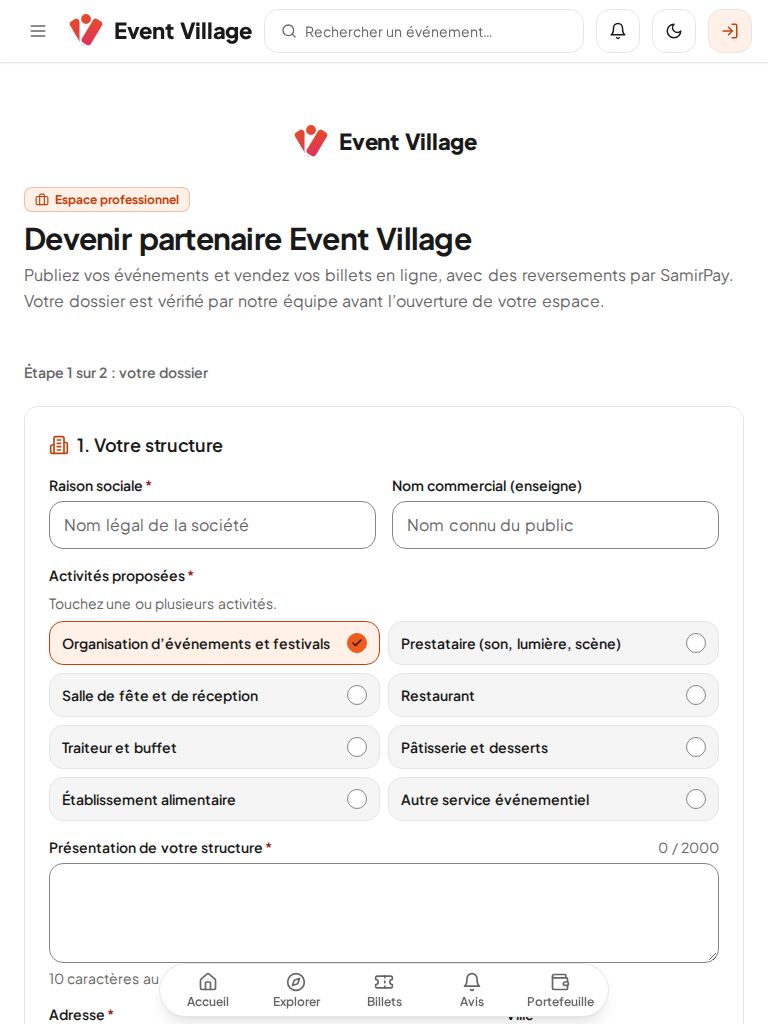 Event Village
Rechercher un événement...
Event Village
Espace professionnel
Devenir partenaire Event Village
Publiez vos événements et vendez vos billets en ligne, avec des reversements par SamirPay.
Votre dossier est vérifié par notre équipe avant l’ouverture de votre espace.
Étape 1 sur 2 : votre dossier
1. Votre structure
Raison sociale *
Nom commercial (enseigne)
Nom légal de la société
Nom connu du public
Activités proposées *
Touchez une ou plusieurs activités.
Organisation d’événements et festivals
Prestataire (son, lumière, scène)
Salle de fête et de réception
Restaurant
Traiteur et buffet
Pâtisserie et desserts
Établissement alimentaire
Autre service événementiel
Présentation de votre structure *
0 / 2000
10 caractères au
Accueil
Explorer
Billets
Avis
Portefeuille
Adresse *